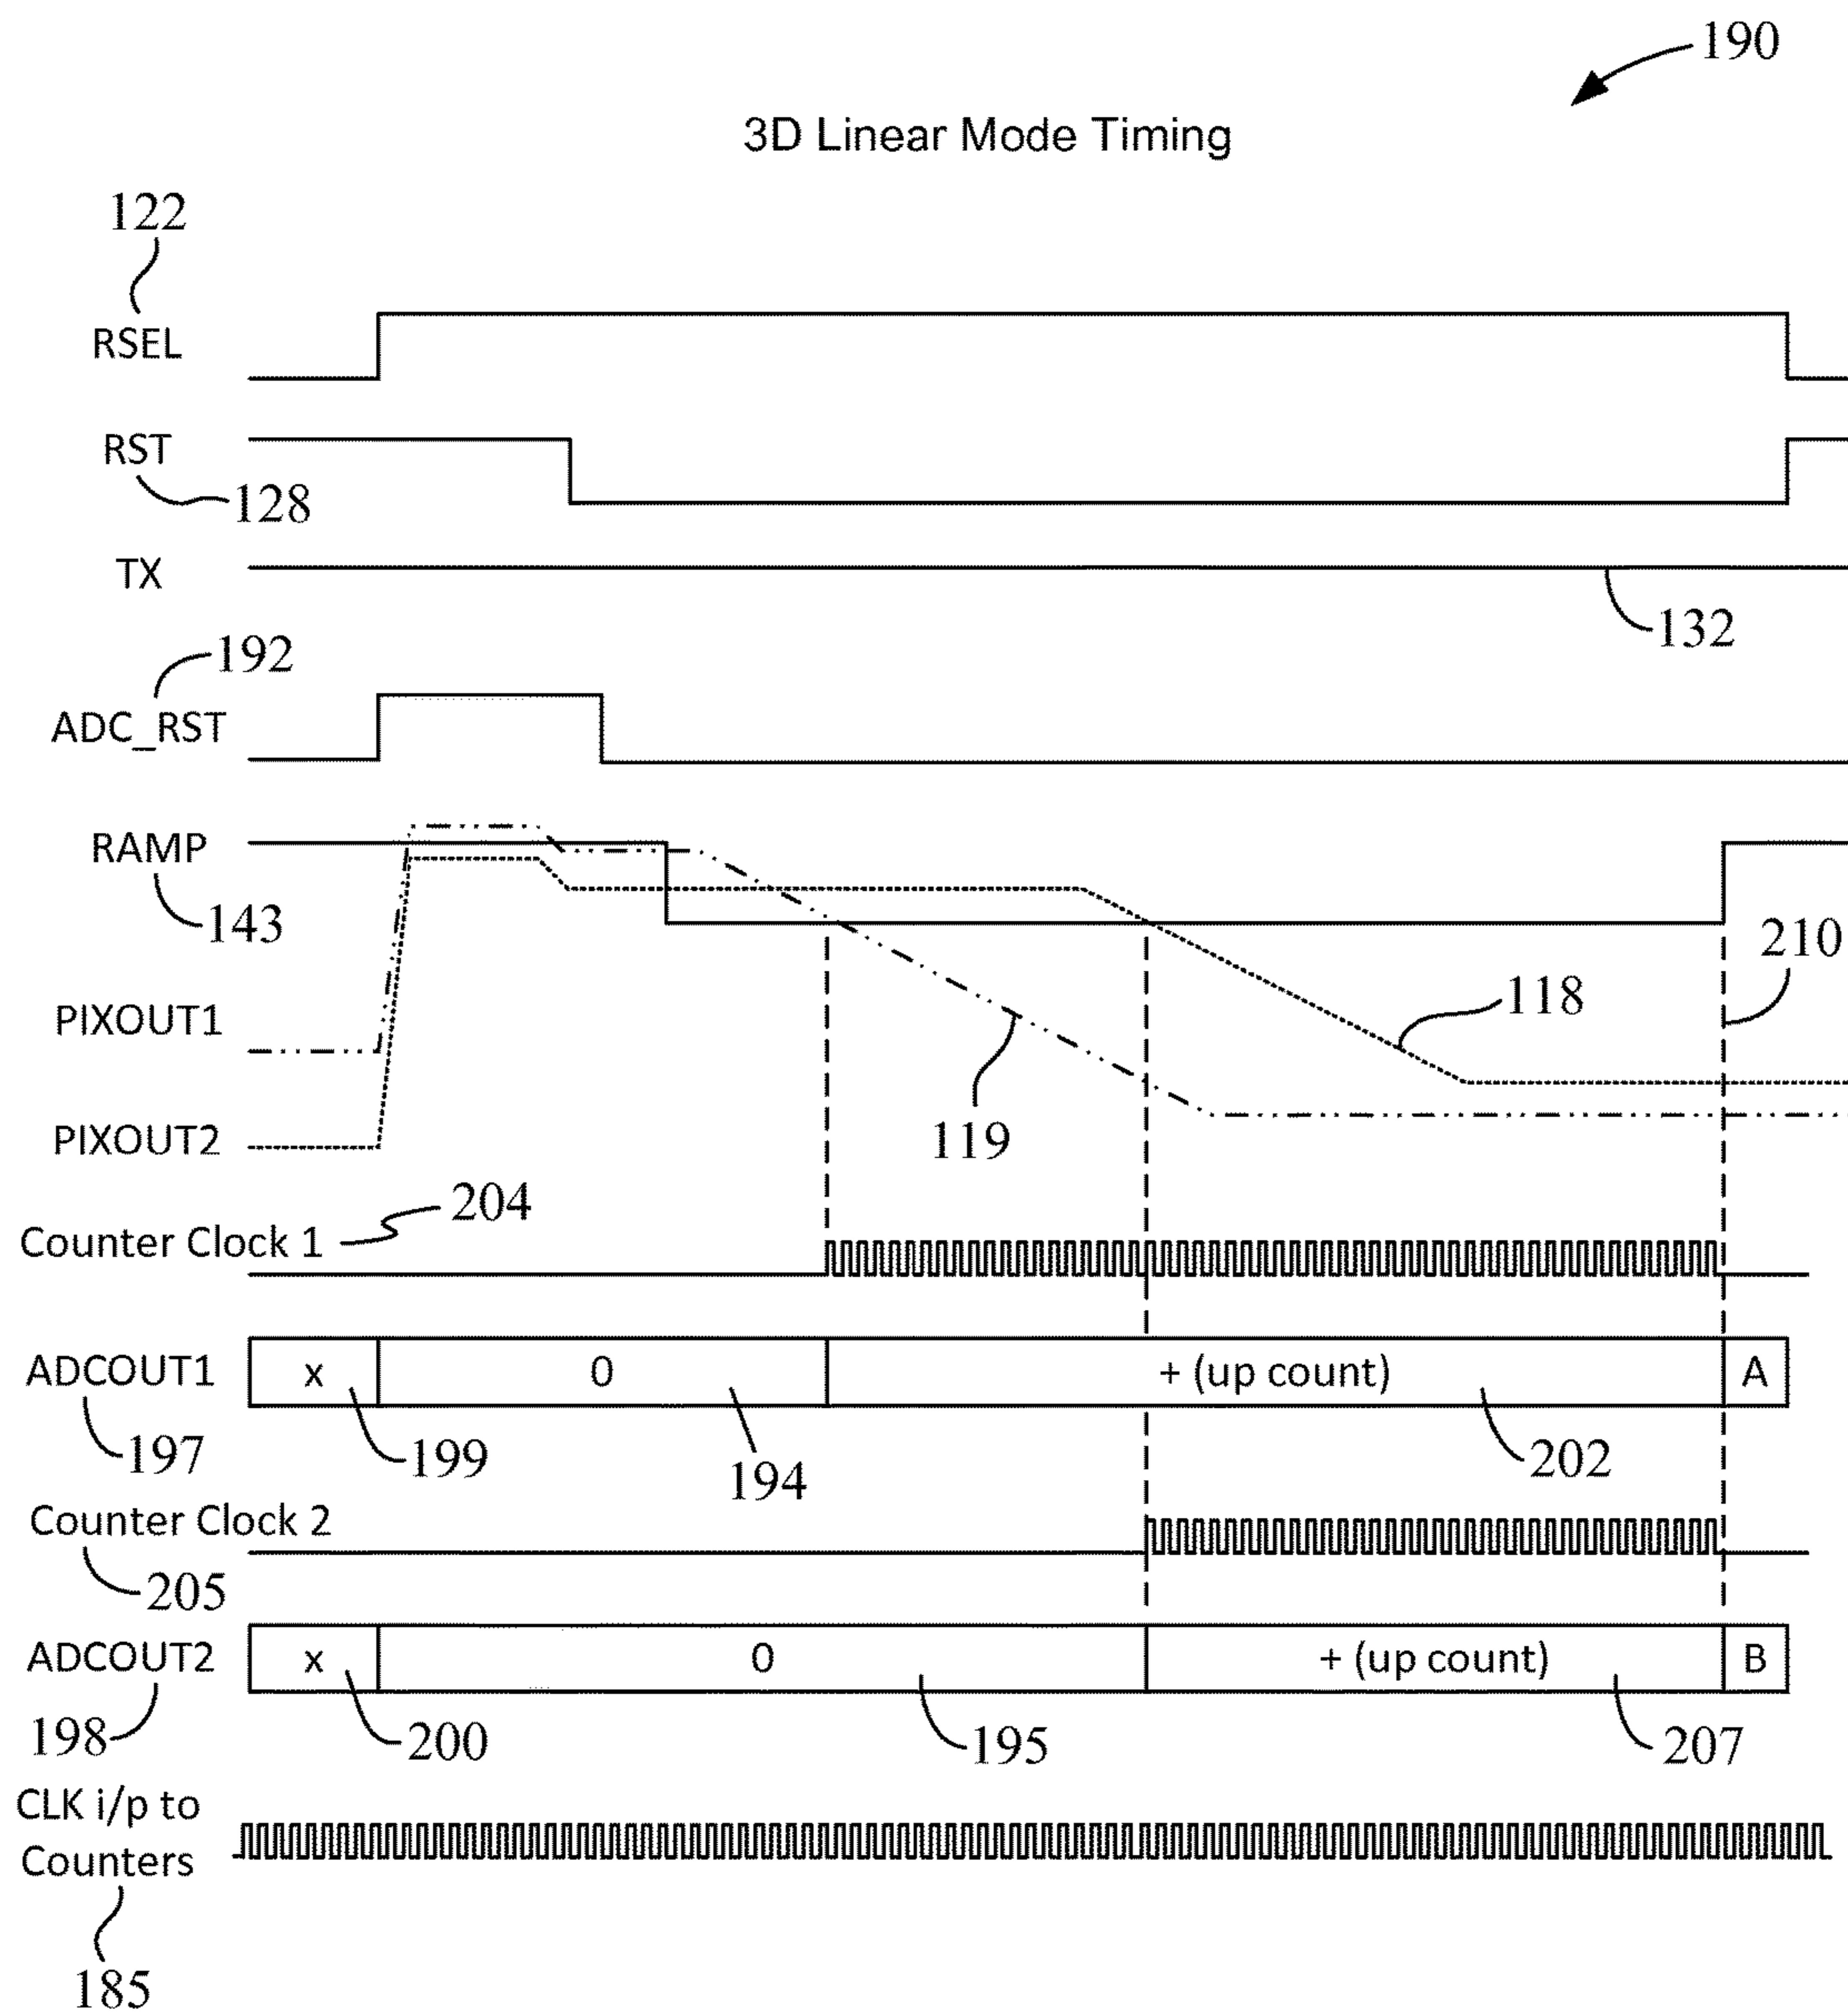 190
3D Linear Mode Timing
122
RSEL
RST
128
TX
132
192
ADC_RST
RAMP
143
210
PIXOUT1
118
119
PIXOUT2
204
Counter Clock 1
ADCOUT1 x 0 + (up count) A
197 199 194 202
Counter Clock 2
205
ADCOUT2 x 0 + (up count) B
198 200 195 207
CLK i/p to
Counters
185